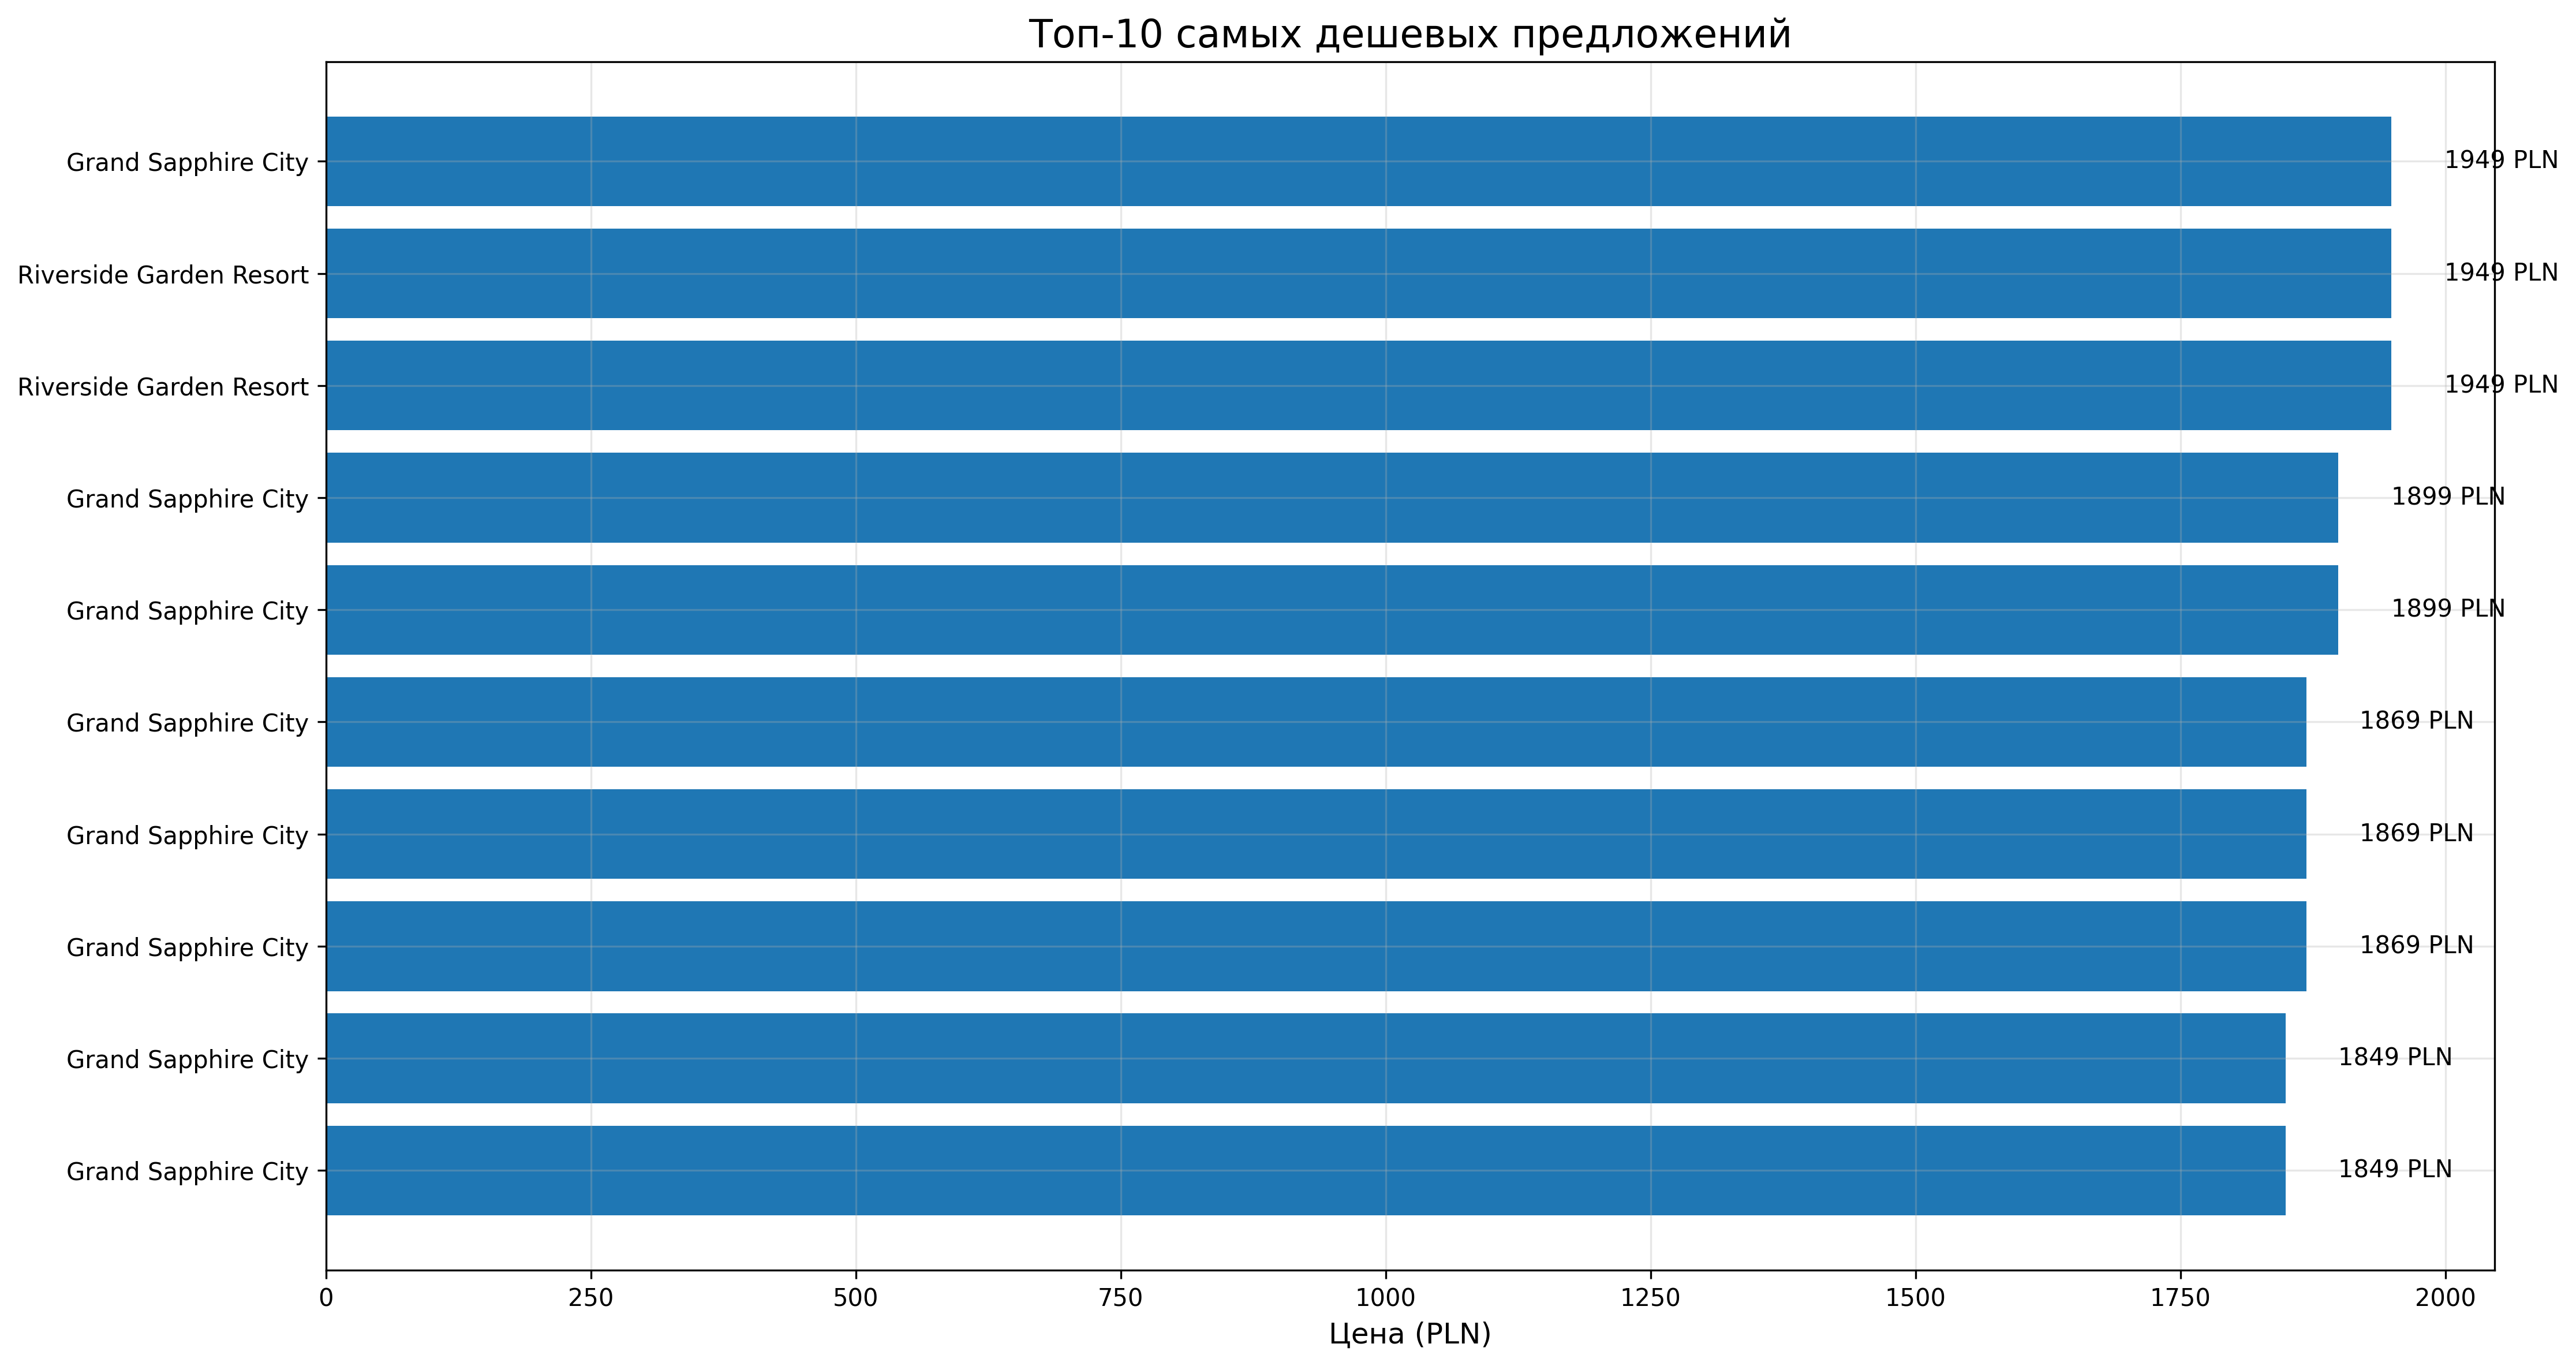 Топ-10 самых дешевых предложений
Grand Sapphire City
1949 PLN
Riverside Garden Resort
1949 PLN
Riverside Garden Resort
1949 PLN
Grand Sapphire City
1899 PLN
Grand Sapphire City
1899 PLN
Grand Sapphire City
1869 PLN
Grand Sapphire City
1869 PLN
Grand Sapphire City
1869 PLN
Grand Sapphire City
1849 PLN
Grand Sapphire City
1849 PLN
0 250 500 750 1000 1250 1500 1750 2000
Цена (PLN)